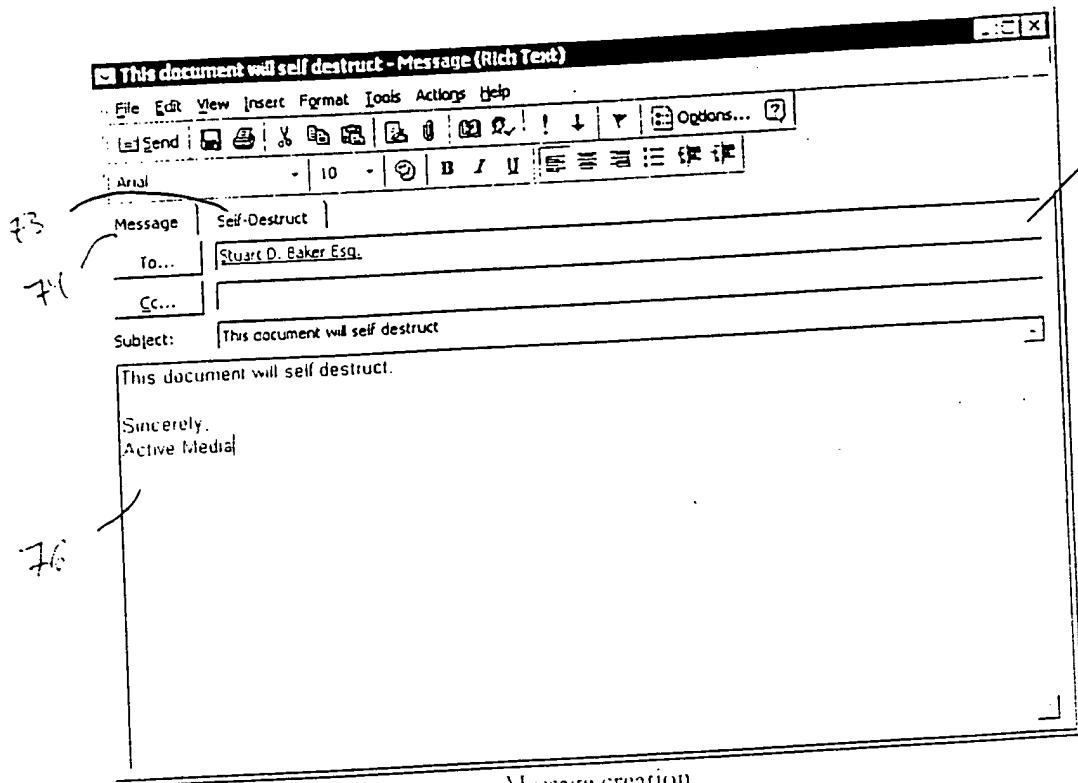 This document will self destruct - Message (Rich Text)
File Edit View Insert Format Tools Actions Help
Send Options...
Arial 10 B I U
73
Message Self-Destruct
74
To... Stuart D. Baker Esq.
Cc...
Subject: This document will self destruct
This document will self destruct.
Sincerely,
Active Media
76
Message creation